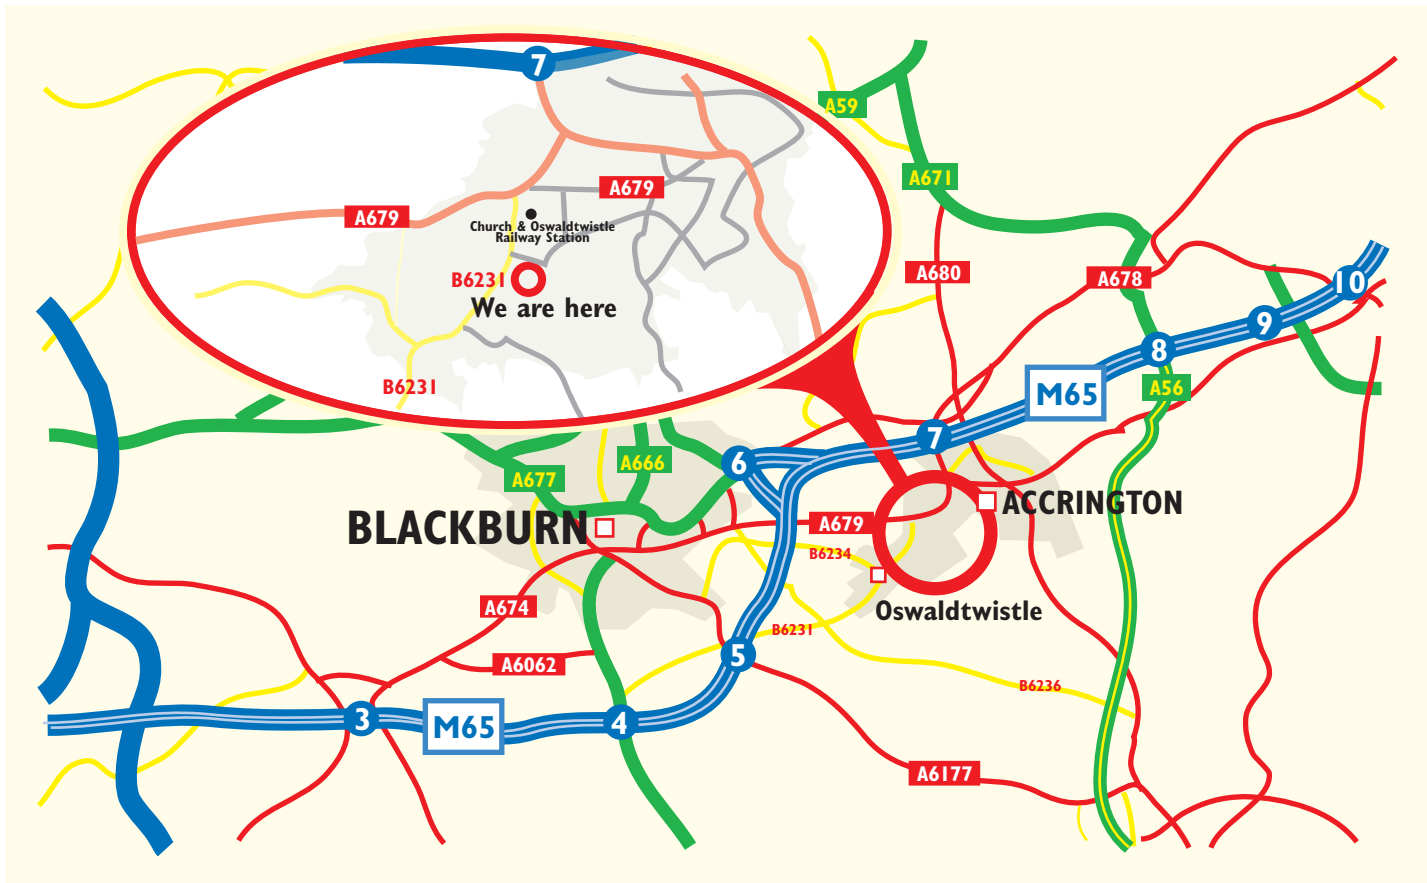 7
A59
A671
A679
A679
Church & Oswaldtwistle
Railway Station
B6231
We are here
B6231
A680
A678
10
9
8
A56
M65
7
6
A666
A677
BLACKBURN
ACCRINGTON
A679
B6234
Oswaldtwistle
A674
B6231
A6062
5
B6236
3
M65
4
A6177